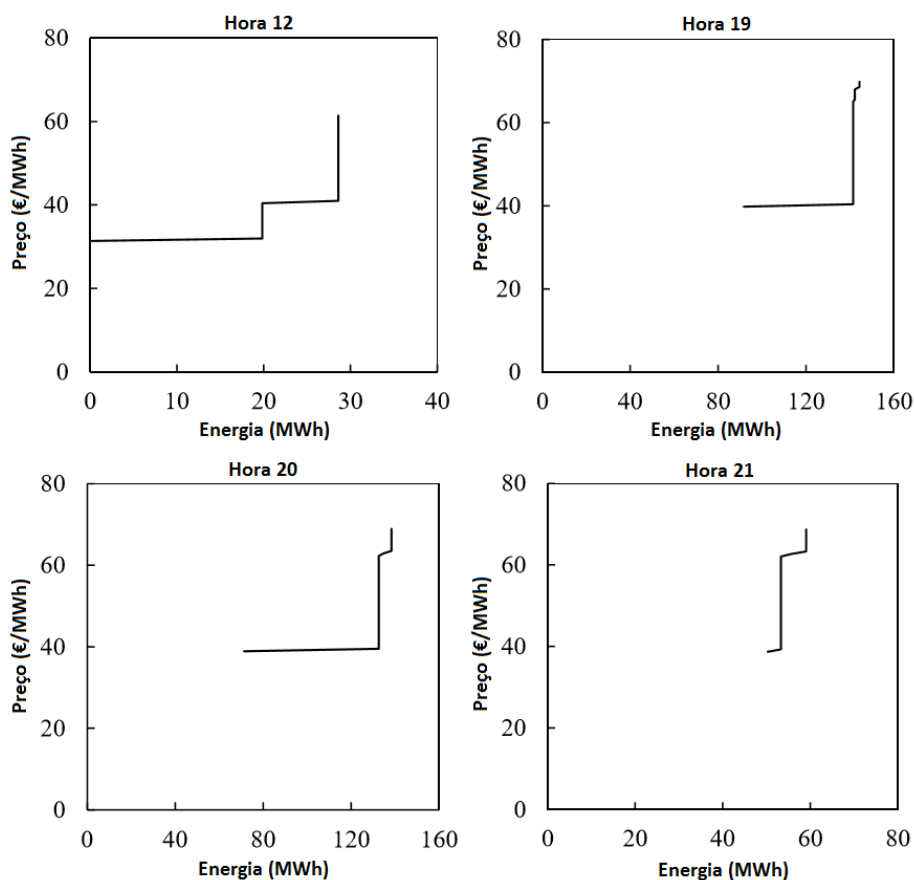 Hora 12
80
60
40
20
0
Preço (€/MWh)
0 10 20 30 40
Energia (MWh)
Hora 19
80
60
40
20
0
Preço (€/MWh)
0 40 80 120 160
Energia (MWh)
Hora 20
80
60
40
20
0
Preço (€/MWh)
0 40 80 120 160
Energia (MWh)
Hora 21
80
60
40
20
0
Preço (€/MWh)
0 20 40 60 80
Energia (MWh)